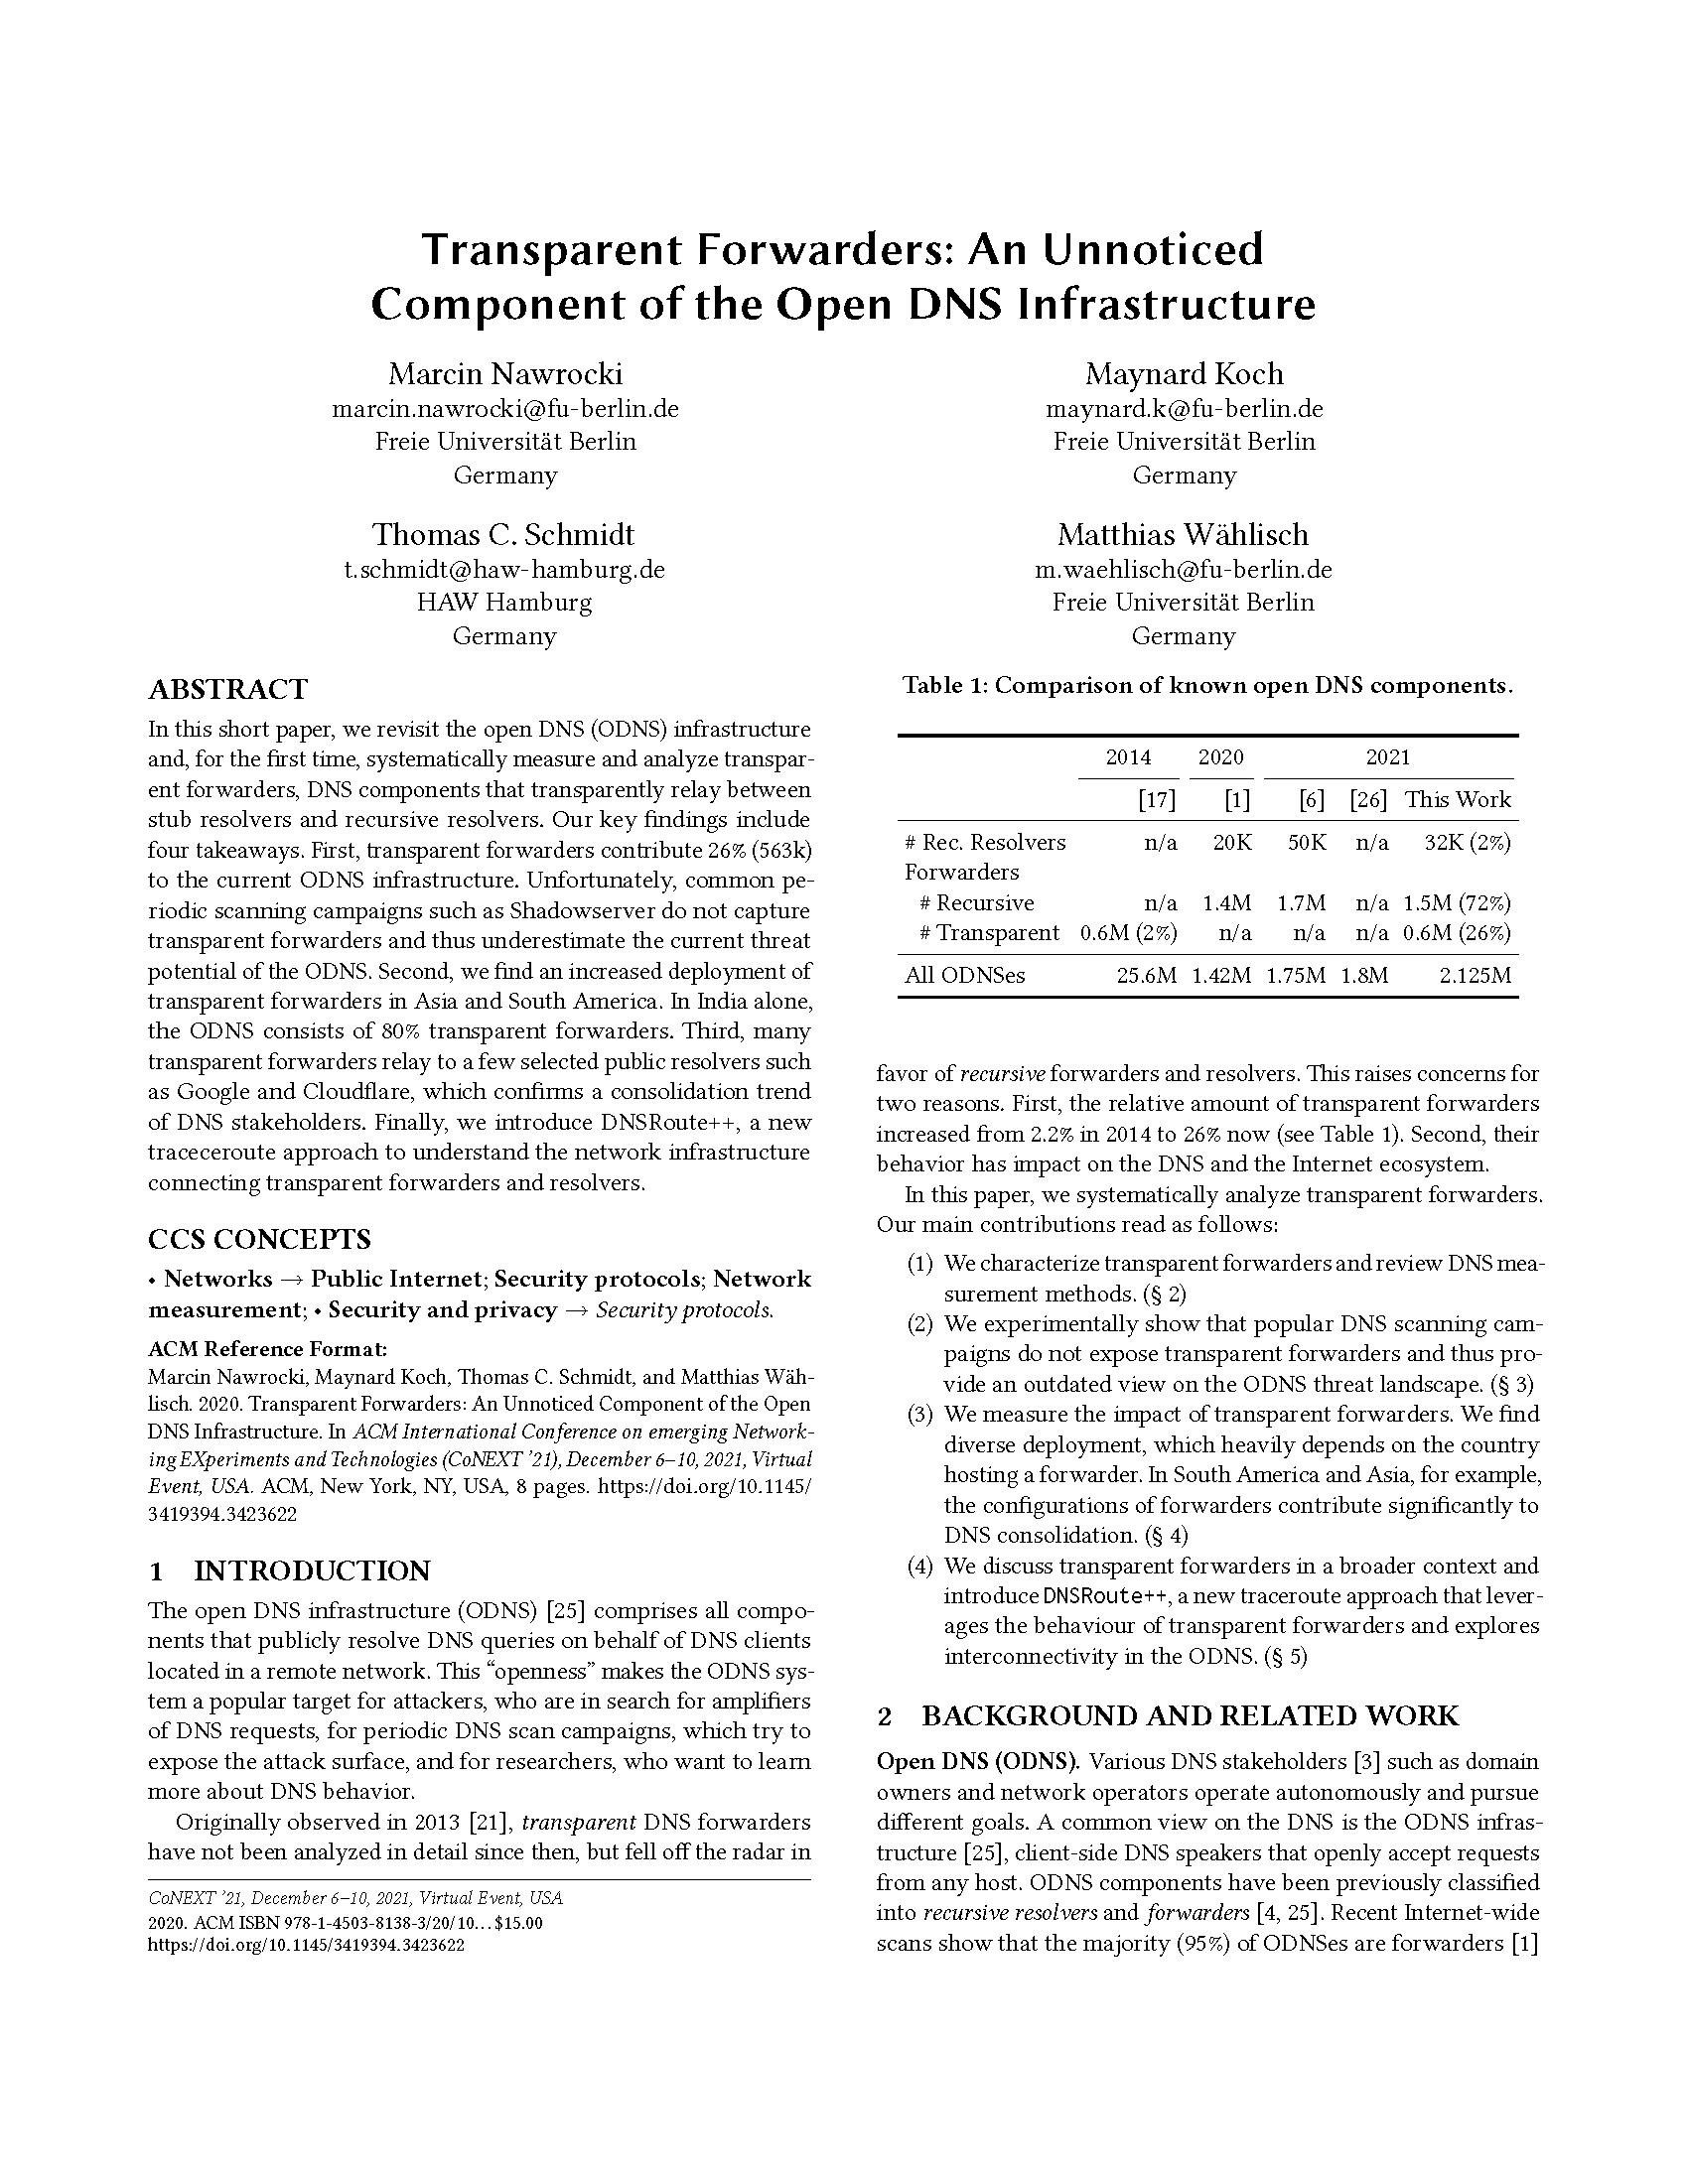 Transparent Forwarders: An Unnoticed
Component of the Open DNS Infrastructure
Marcin Nawrocki
marcin.nawrocki@fu-berlin.de
Freie Universität Berlin
Germany
Maynard Koch
maynard.k@fu-berlin.de
Freie Universität Berlin
Germany
Thomas C. Schmidt
t.schmidt@haw-hamburg.de
HAW Hamburg
Germany
Matthias Wählisch
m.waehlisch@fu-berlin.de
Freie Universität Berlin
Germany
ABSTRACT
In this short paper, we revisit the open DNS (ODNS) infrastructure
and, for the first time, systematically measure and analyze transpar-
ent forwarders, DNS components that transparently relay between
stub resolvers and recursive resolvers. Our key findings include
four takeaways. First, transparent forwarders contribute 26% (563k)
to the current ODNS infrastructure. Unfortunately, common pe-
riodic scanning campaigns such as Shadowserver do not capture
transparent forwarders and thus underestimate the current threat
potential of the ODNS. Second, we find an increased deployment of
transparent forwarders in Asia and South America. In India alone,
the ODNS consists of 80% transparent forwarders. Third, many
transparent forwarders relay to a few selected public resolvers such
as Google and Cloudflare, which confirms a consolidation trend
of DNS stakeholders. Finally, we introduce DNSRoute++, a new
traceceroute approach to understand the network infrastructure
connecting transparent forwarders and resolvers.
CCS CONCEPTS
• Networks → Public Internet; Security protocols; Network
measurement; • Security and privacy → Security protocols.
ACM Reference Format:
Marcin Nawrocki, Maynard Koch, Thomas C. Schmidt, and Matthias Wäh-
lisch. 2020. Transparent Forwarders: An Unnoticed Component of the Open
DNS Infrastructure. In ACM International Conference on emerging Network-
ing EXperiments and Technologies (CoNEXT '21), December 6–10, 2021, Virtual
Event, USA. ACM, New York, NY, USA, 8 pages. https://doi.org/10.1145/
3419394.3423622
1 INTRODUCTION
The open DNS infrastructure (ODNS) [25] comprises all compo-
nents that publicly resolve DNS queries on behalf of DNS clients
located in a remote network. This “openness” makes the ODNS sys-
tem a popular target for attackers, who are in search for amplifiers
of DNS requests, for periodic DNS scan campaigns, which try to
expose the attack surface, and for researchers, who want to learn
more about DNS behavior.
Originally observed in 2013 [21], transparent DNS forwarders
have not been analyzed in detail since then, but fell off the radar in
CoNEXT '21, December 6–10, 2021, Virtual Event, USA
2020. ACM ISBN 978-1-4503-8138-3/20/10...$15.00
https://doi.org/10.1145/3419394.3423622
Table 1: Comparison of known open DNS components.
2014 2020 2021
[17] [1] [6] [26] This Work
# Rec. Resolvers n/a 20K 50K n/a 32K (2%)
Forwarders
# Recursive n/a 1.4M 1.7M n/a 1.5M (72%)
# Transparent 0.6M (2%) n/a n/a n/a 0.6M (26%)
All ODNSes 25.6M 1.42M 1.75M 1.8M 2.125M
favor of recursive forwarders and resolvers. This raises concerns for
two reasons. First, the relative amount of transparent forwarders
increased from 2.2% in 2014 to 26% now (see Table 1). Second, their
behavior has impact on the DNS and the Internet ecosystem.
In this paper, we systematically analyze transparent forwarders.
Our main contributions read as follows:
(1) We characterize transparent forwarders and review DNS mea-
surement methods. (§ 2)
(2) We experimentally show that popular DNS scanning cam-
paigns do not expose transparent forwarders and thus pro-
vide an outdated view on the ODNS threat landscape. (§ 3)
(3) We measure the impact of transparent forwarders. We find
diverse deployment, which heavily depends on the country
hosting a forwarder. In South America and Asia, for example,
the configurations of forwarders contribute significantly to
DNS consolidation. (§ 4)
(4) We discuss transparent forwarders in a broader context and
introduce DNSRoute++, a new traceroute approach that lever-
ages the behaviour of transparent forwarders and explores
interconnectivity in the ODNS. (§ 5)
2 BACKGROUND AND RELATED WORK
Open DNS (ODNS). Various DNS stakeholders [3] such as domain
owners and network operators operate autonomously and pursue
different goals. A common view on the DNS is the ODNS infras-
tructure [25], client-side DNS speakers that openly accept requests
from any host. ODNS components have been previously classified
into recursive resolvers and forwarders [4, 25]. Recent Internet-wide
scans show that the majority (95%) of ODNSes are forwarders [1]